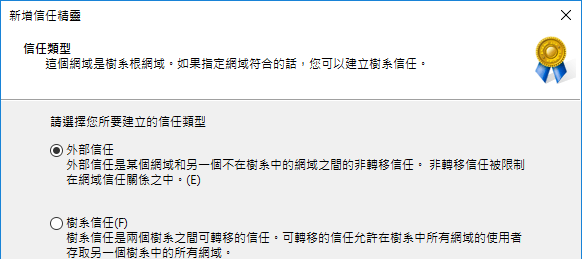 新增信任精靈
信任類型
這個網域是樹系根網域。如果指定網域符合的話，您可以建立樹系信任。
請選擇您所要建立的信任類型
外部信任
外部信任是某個網域和另一個不在樹系中的網域之間的非轉移信任。 非轉移信任被限制
在網域信任關係之中。(E)
樹系信任(F)
樹系信任是兩個樹系之間可轉移的信任。可轉移的信任允許在樹系中所有網域的使用者
存取另一個樹系中的所有網域。